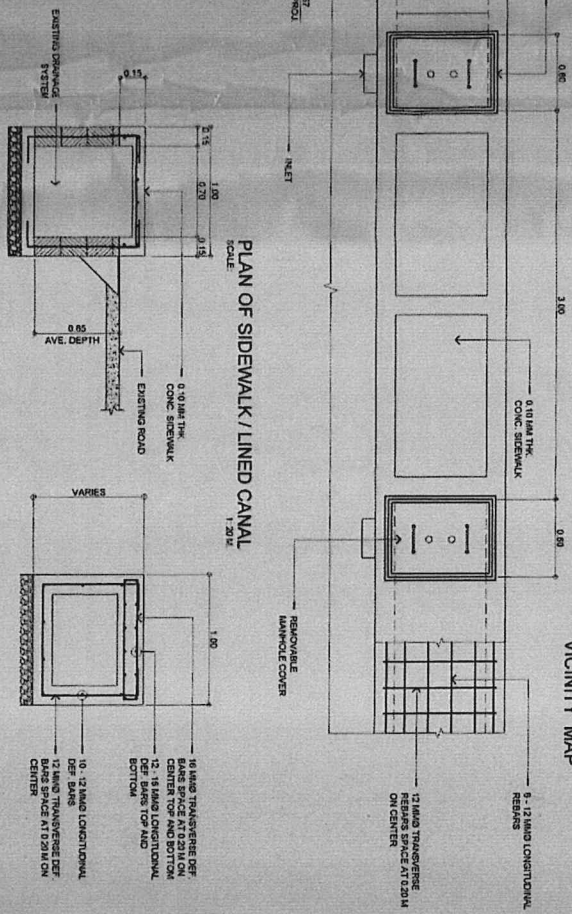 VICINITY MAP
0.60
3.00
0.60
PROJ.
INLET
0.10 MM THK
CONC. SIDEWALK
REMOVABLE
MANHOLE COVER
12 MMØ TRANSVERSE
REBARS SPACE AT 0.20 M
ON CENTER
12 MMØ LONGITUDINAL
REBARS
PLAN OF SIDEWALK / LINED CANAL
SCALE: 1:20 M
EXISTING DRAINAGE
SYSTEM
0.15
1.00
0.15
0.70
0.15
AVE. DEPTH
0.10 MM THK
CONC. SIDEWALK
EXISTING ROAD
VARIES
1.00
16 MMØ TRANSVERSE DEF.
BARS SPACE AT 0.20 M ON
CENTER TOP AND BOTTOM
12 - 16 MMØ LONGITUDINAL
DEF. BARS TOP AND
BOTTOM
10 - 12 MMØ LONGITUDINAL
DEF. BARS
12 MMØ TRANSVERSE DEF.
BARS SPACE AT 0.20 M ON
CENTER